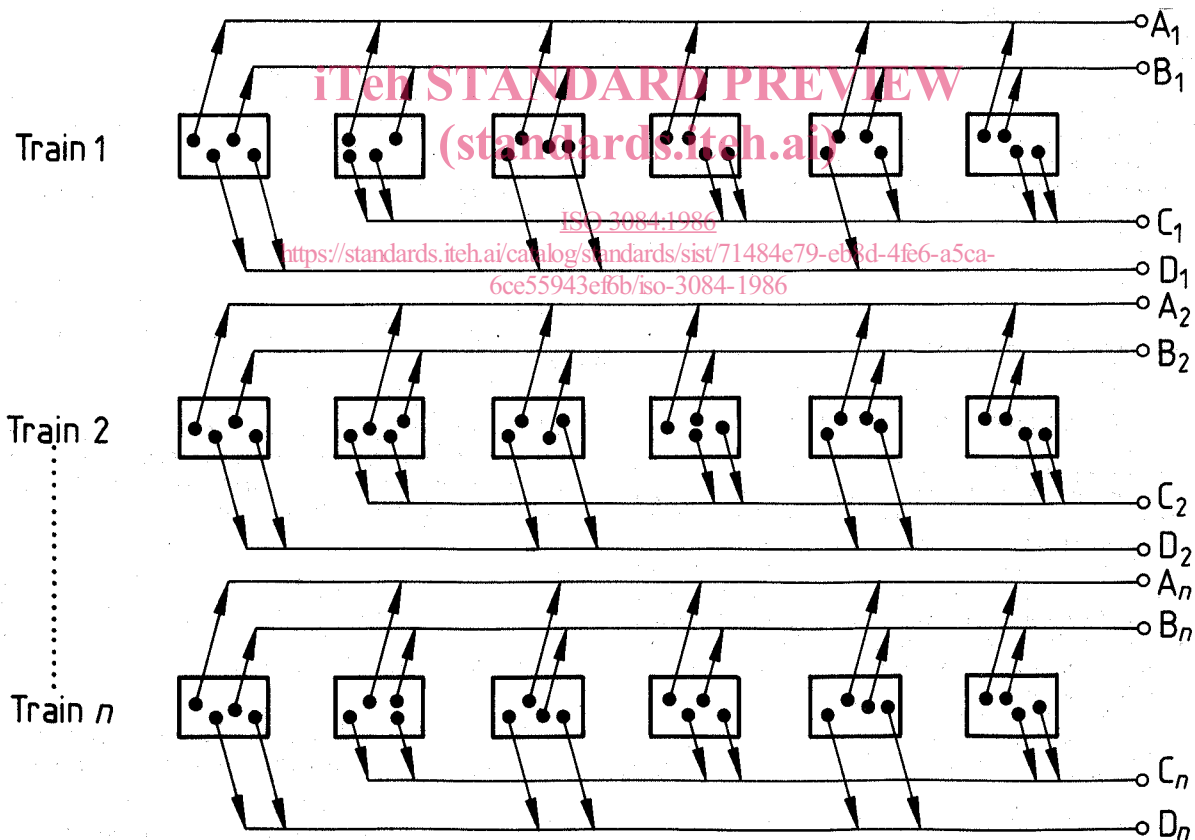 A1
iTeh STANDARD PREVIEW
B1
Train 1
(standards.iteh.ai)
ISO 3084:1986
C1
https://standards.iteh.ai/catalog/standards/sist/71484e79-eb8d-4fe6-a5ca-
D1
6ce55943ef6b/iso-3084-1986
A2
B2
Train 2
C2
D2
An
Bn
Train n
Cn
Dn